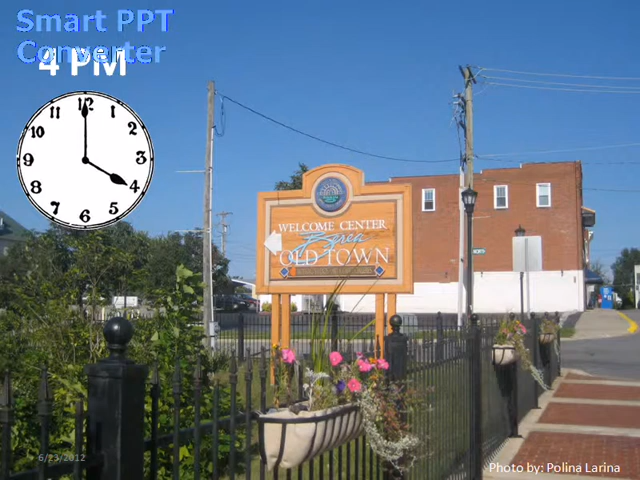 Smart PPT
Converter
4 PM
12
1
2
3
4
5
6
7
8
9
10
11
WELCOME CENTER
Berea
OLD TOWN
6/23/2012
Photo by: Polina Larina